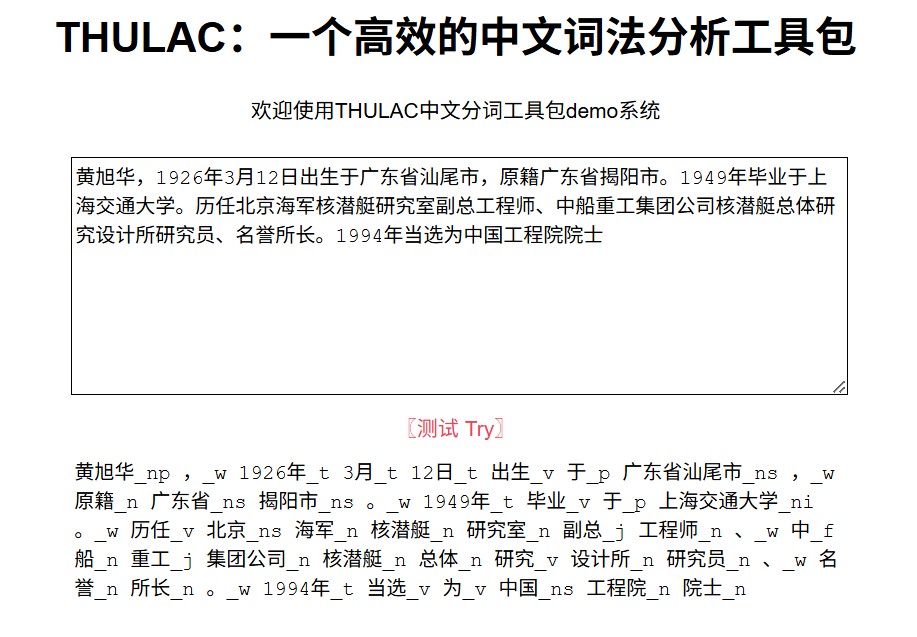 THULAC：一个高效的中文词法分析工具包
欢迎使用THULAC中文分词工具包demo系统
黄旭华，1926年3月12日出生于广东省汕尾市，原籍广东省揭阳市。1949年毕业于上
海交通大学。历任北京海军核潜艇研究室副总工程师、中船重工集团公司核潜艇总体研
究设计所研究员、名誉所长。1994年当选为中国工程院院士
〖测试 Try〗
黄旭华_np ，_w 1926年_t 3月_t 12日_t 出生_v 于_p 广东省汕尾市_ns ，_w
原籍_n 广东省_ns 揭阳市_ns 。_w 1949年_t 毕业_v 于_p 上海交通大学_ni
。_w 历任_v 北京_ns 海军_n 核潜艇_n 研究室_n 副总_j 工程师_n 、_w 中_f
船_n 重工_j 集团公司_n 核潜艇_n 总体_n 研究_v 设计所_n 研究员_n 、_w 名
誉_n 所长_n 。_w 1994年_t 当选_v 为_v 中国_ns 工程院_n 院士_n